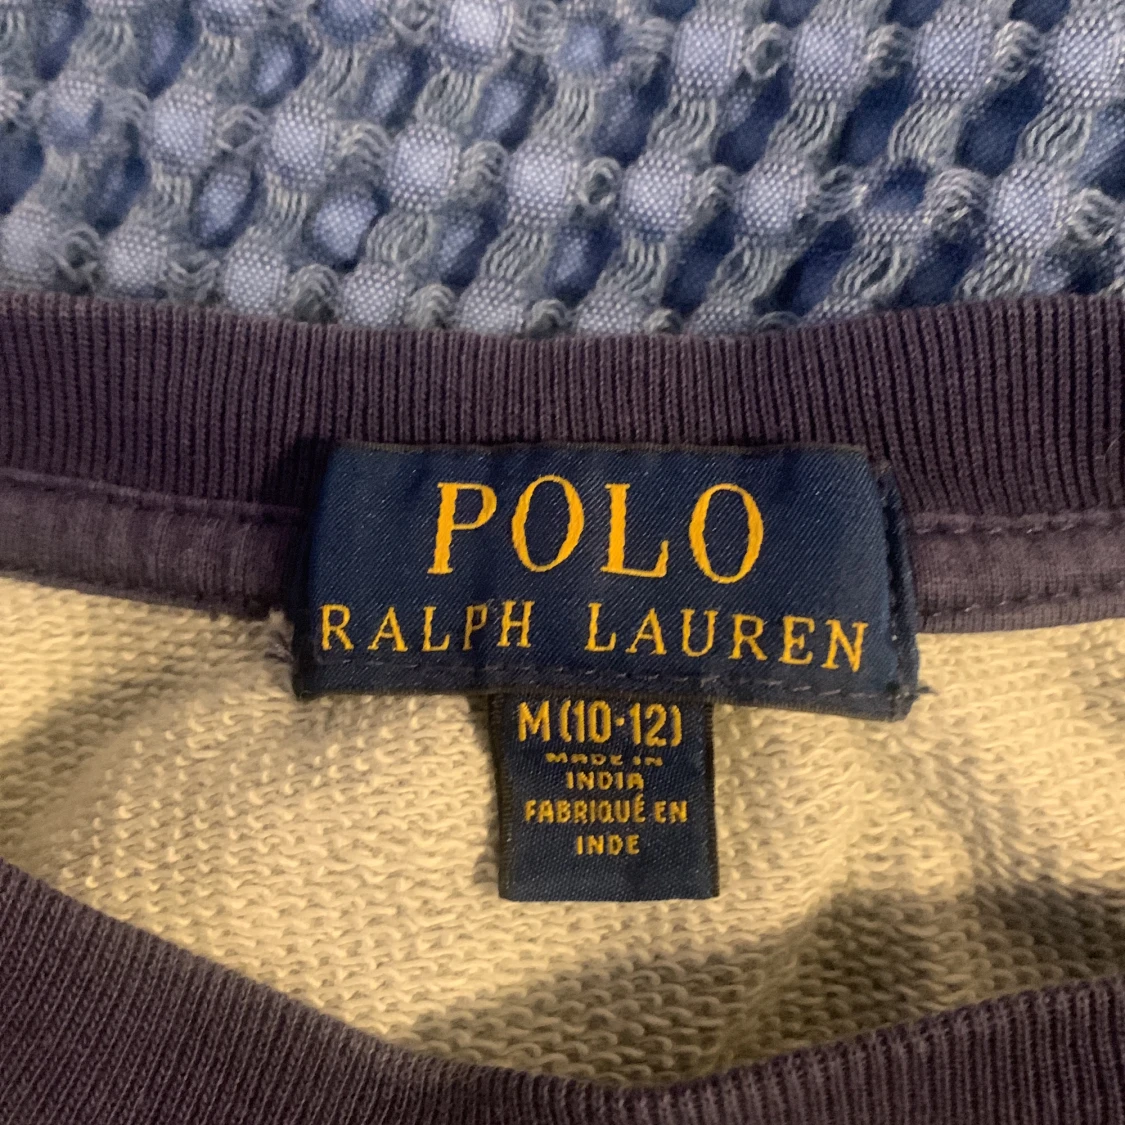 POLO
RALPH LAUREN
M(10-12)
MADE IN
INDIA
FABRIQUÉ EN
INDE